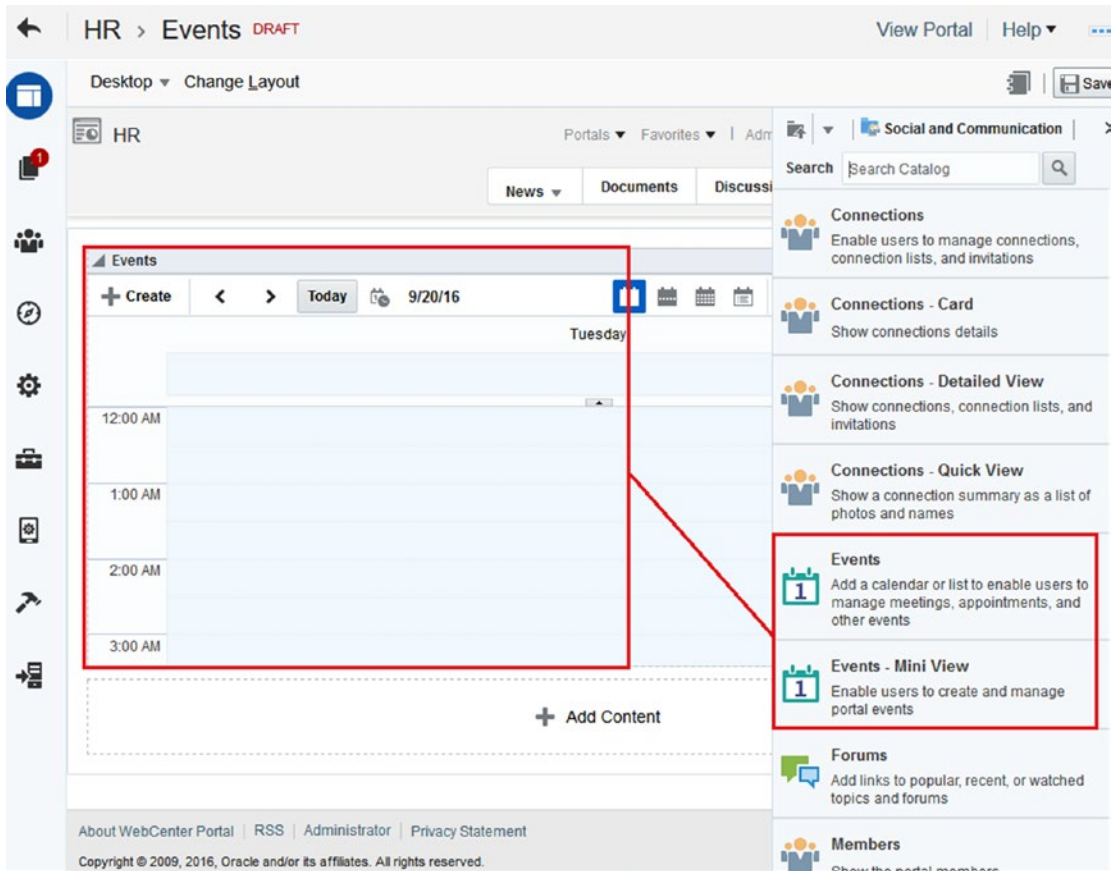 HR > Events DRAFT
View Portal Help
Desktop Change Layout
Save
HR
Portals Favorites
News Documents
Social and Communication
Search Search Catalog
Events
Create Today 9/20/16
Tuesday
12:00 AM
1:00 AM
2:00 AM
3:00 AM
Add Content
1
Connections
Enable users to manage connections,
connection lists, and invitations
Connections - Card
Show connections details
Connections - Detailed View
Show connections, connection lists, and
invitations
Connections - Quick View
Show a connection summary as a list of
photos and names
1
Events
Add a calendar or list to enable users to
manage meetings, appointments, and
other events
1
Events - Mini View
Enable users to create and manage
portal events
Forums
Add links to popular, recent, or watched
topics and forums
Members
Show the portal members
About WebCenter Portal | RSS | Administrator | Privacy Statement
Copyright © 2009, 2016, Oracle and/or its affiliates. All rights reserved.